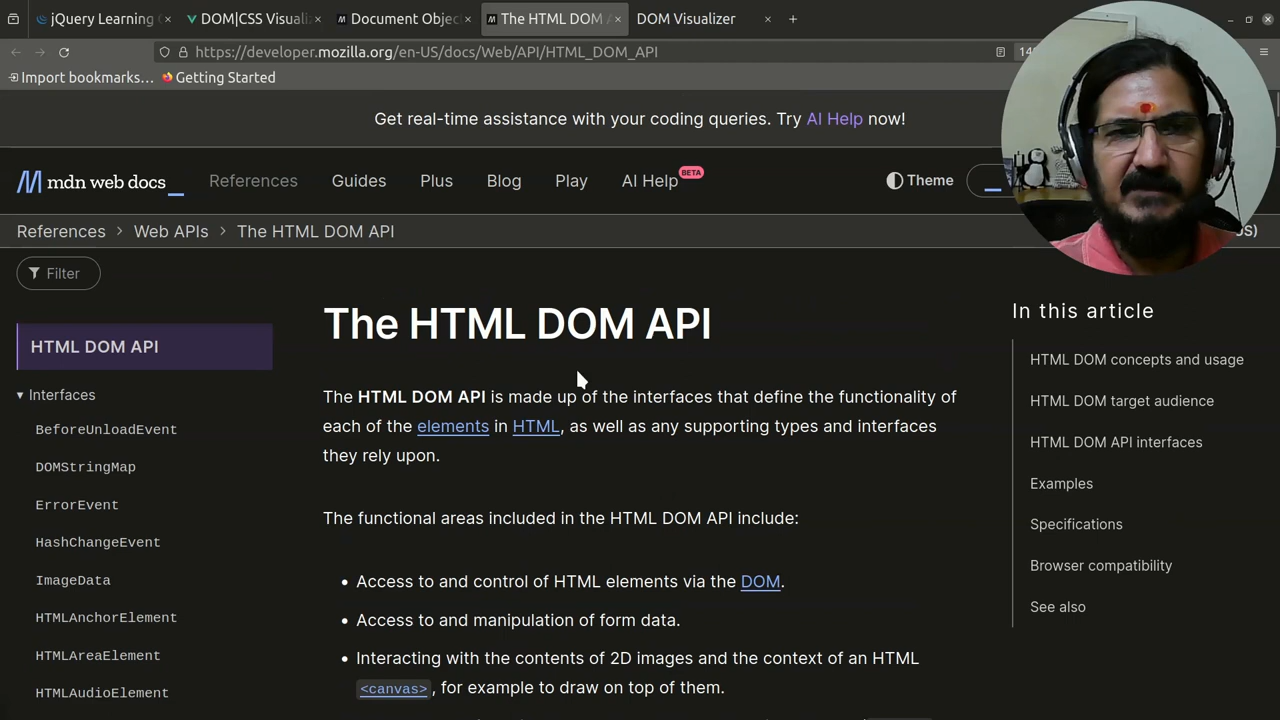 jQuery Learning
DOM|CSS Visualiz
Document Objec
The HTML DOM A
DOM Visualizer
https://developer.mozilla.org/en-US/docs/Web/API/HTML_DOM_API
Import bookmarks...
Getting Started
Get real-time assistance with your coding queries. Try AI Help now!
mdn web docs_
References
Guides
Plus
Blog
Play
AI Help
BETA
Theme
References > Web APIs > The HTML DOM API
Filter
HTML DOM API
Interfaces
BeforeUnloadEvent
DOMStringMap
ErrorEvent
HashChangeEvent
ImageData
HTMLAnchorElement
HTMLAreaElement
HTMLAudioElement
The HTML DOM API
The HTML DOM API is made up of the interfaces that define the functionality of
each of the elements in HTML, as well as any supporting types and interfaces
they rely upon.
The functional areas included in the HTML DOM API include:
• Access to and control of HTML elements via the DOM.
• Access to and manipulation of form data.
• Interacting with the contents of 2D images and the context of an HTML
<canvas>, for example to draw on top of them.
In this article
HTML DOM concepts and usage
HTML DOM target audience
HTML DOM API interfaces
Examples
Specifications
Browser compatibility
See also